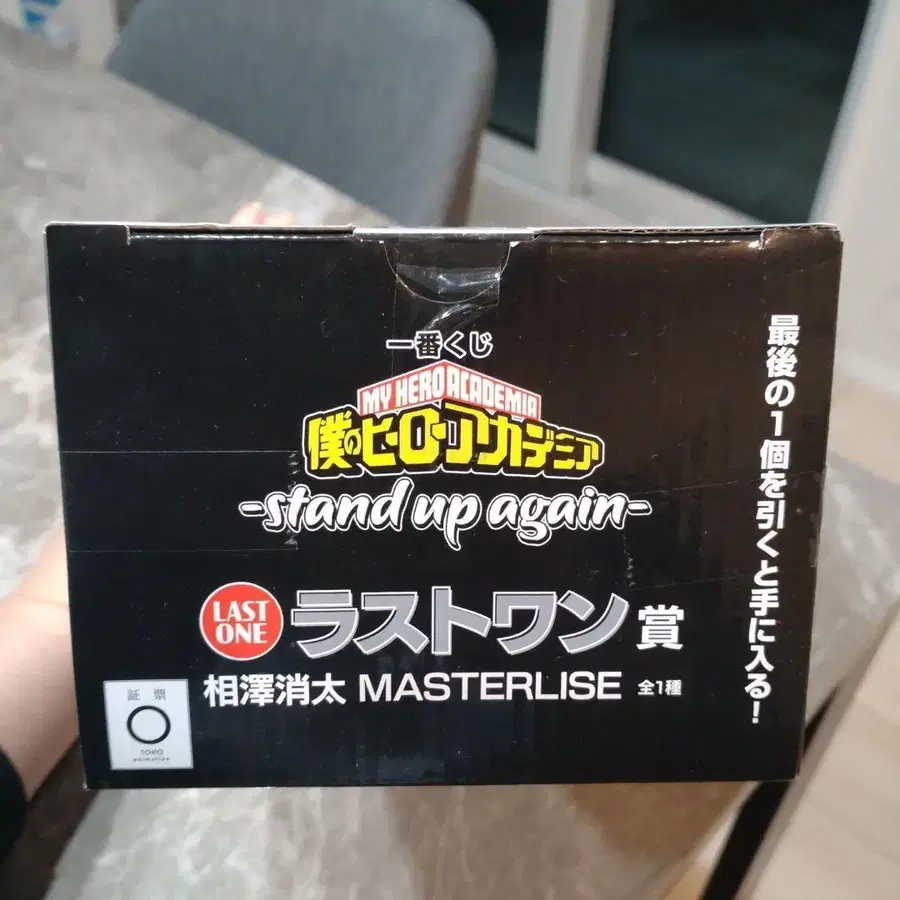 一番くじ
MY HERO ACADEMIA
僕のヒーローアカデミア
-stand up again-
LAST
ONE
ラストワン賞
相澤消太 MASTERLISE 全1種
最後の1個を引くと手に入る!
証票
TOHO
animation